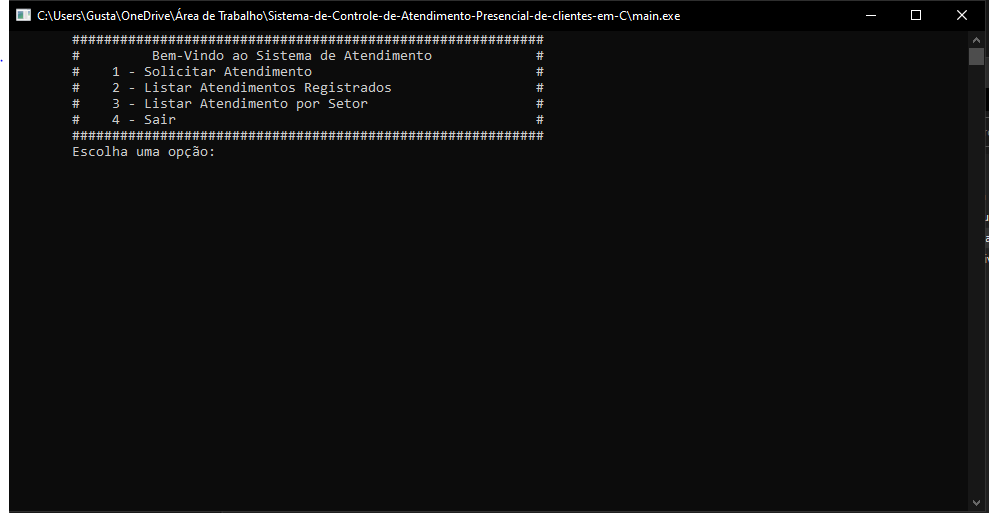 C:\Users\Gusta\OneDrive\Área de Trabalho\Sistema-de-Controle-de-Atendimento-Presencial-de-clientes-em-C\main.exe
###########################################################
# Bem-Vindo ao Sistema de Atendimento #
# 1 - Solicitar Atendimento #
# 2 - Listar Atendimentos Registrados #
# 3 - Listar Atendimento por Setor #
# 4 - Sair #
###########################################################
Escolha uma opção: